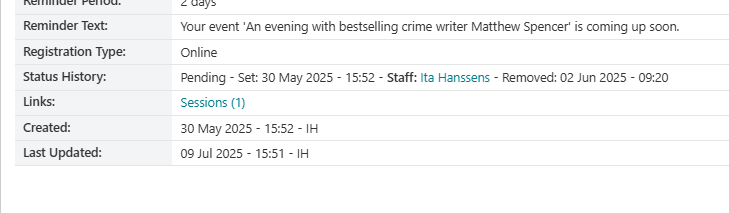 Reminder Period: 2 days
Reminder Text: Your event 'An evening with bestselling crime writer Matthew Spencer' is coming up soon.
Registration Type: Online
Status History: Pending - Set: 30 May 2025 - 15:52 - Staff: Ita Hanssens - Removed: 02 Jun 2025 - 09:20
Links: Sessions (1)
Created: 30 May 2025 - 15:52 - IH
Last Updated: 09 Jul 2025 - 15:51 - IH